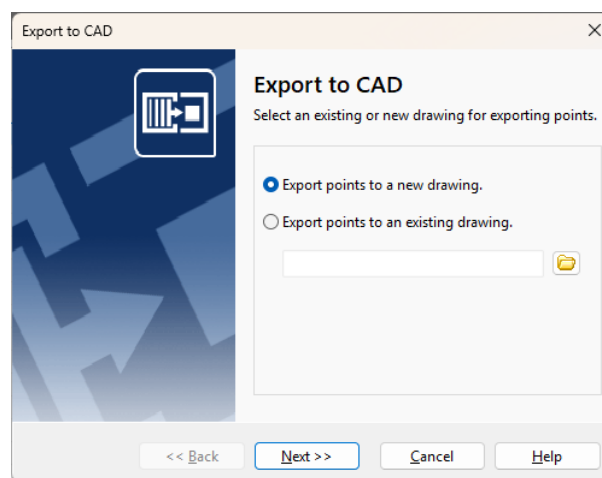 Export to CAD
Export to CAD
Select an existing or new drawing for exporting points.
Export points to a new drawing.
Export points to an existing drawing.
<< Back Next >> Cancel Help